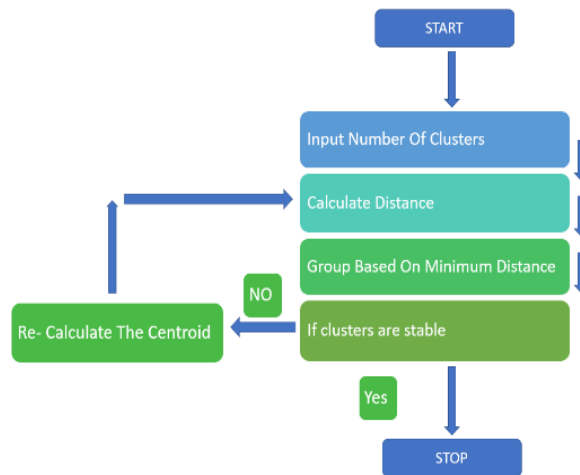 START
Input Number Of Clusters
Calculate Distance
Group Based On Minimum Distance
NO
Re- Calculate The Centroid
If clusters are stable
Yes
STOP